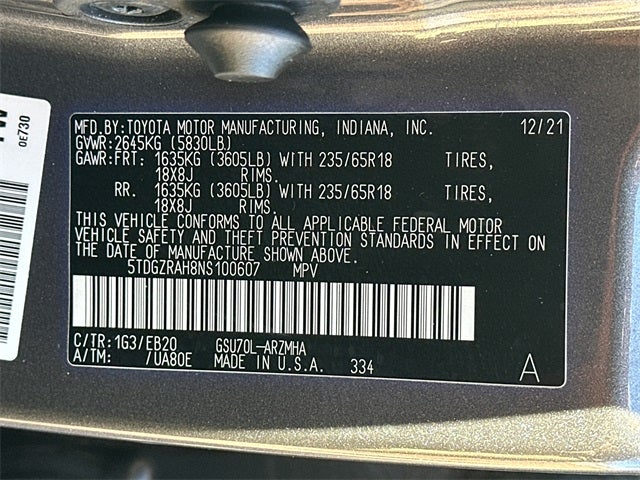 MFD.BY:TOYOTA MOTOR MANUFACTURING, INDIANA, INC. 12/21
GVWR:2645KG (5830LB)
GAWR:FRT. 1635KG (3605LB) WITH 235/65R18 TIRES,
18X8J RIMS.
RR. 1635KG (3605LB) WITH 235/65R18 TIRES,
18X8J RIMS.
THIS VEHICLE CONFORMS TO ALL APPLICABLE FEDERAL MOTOR
VEHICLE SAFETY AND THEFT PREVENTION STANDARDS IN EFFECT ON
THE DATE OF MANUFACTURE SHOWN ABOVE.
5TDGZRAH8NS100607 MPV
C/TR:1G3/EB20 GSU70L-ARZMHA
A/TM: /UA80E MADE IN U.S.A. 334 A
0E730